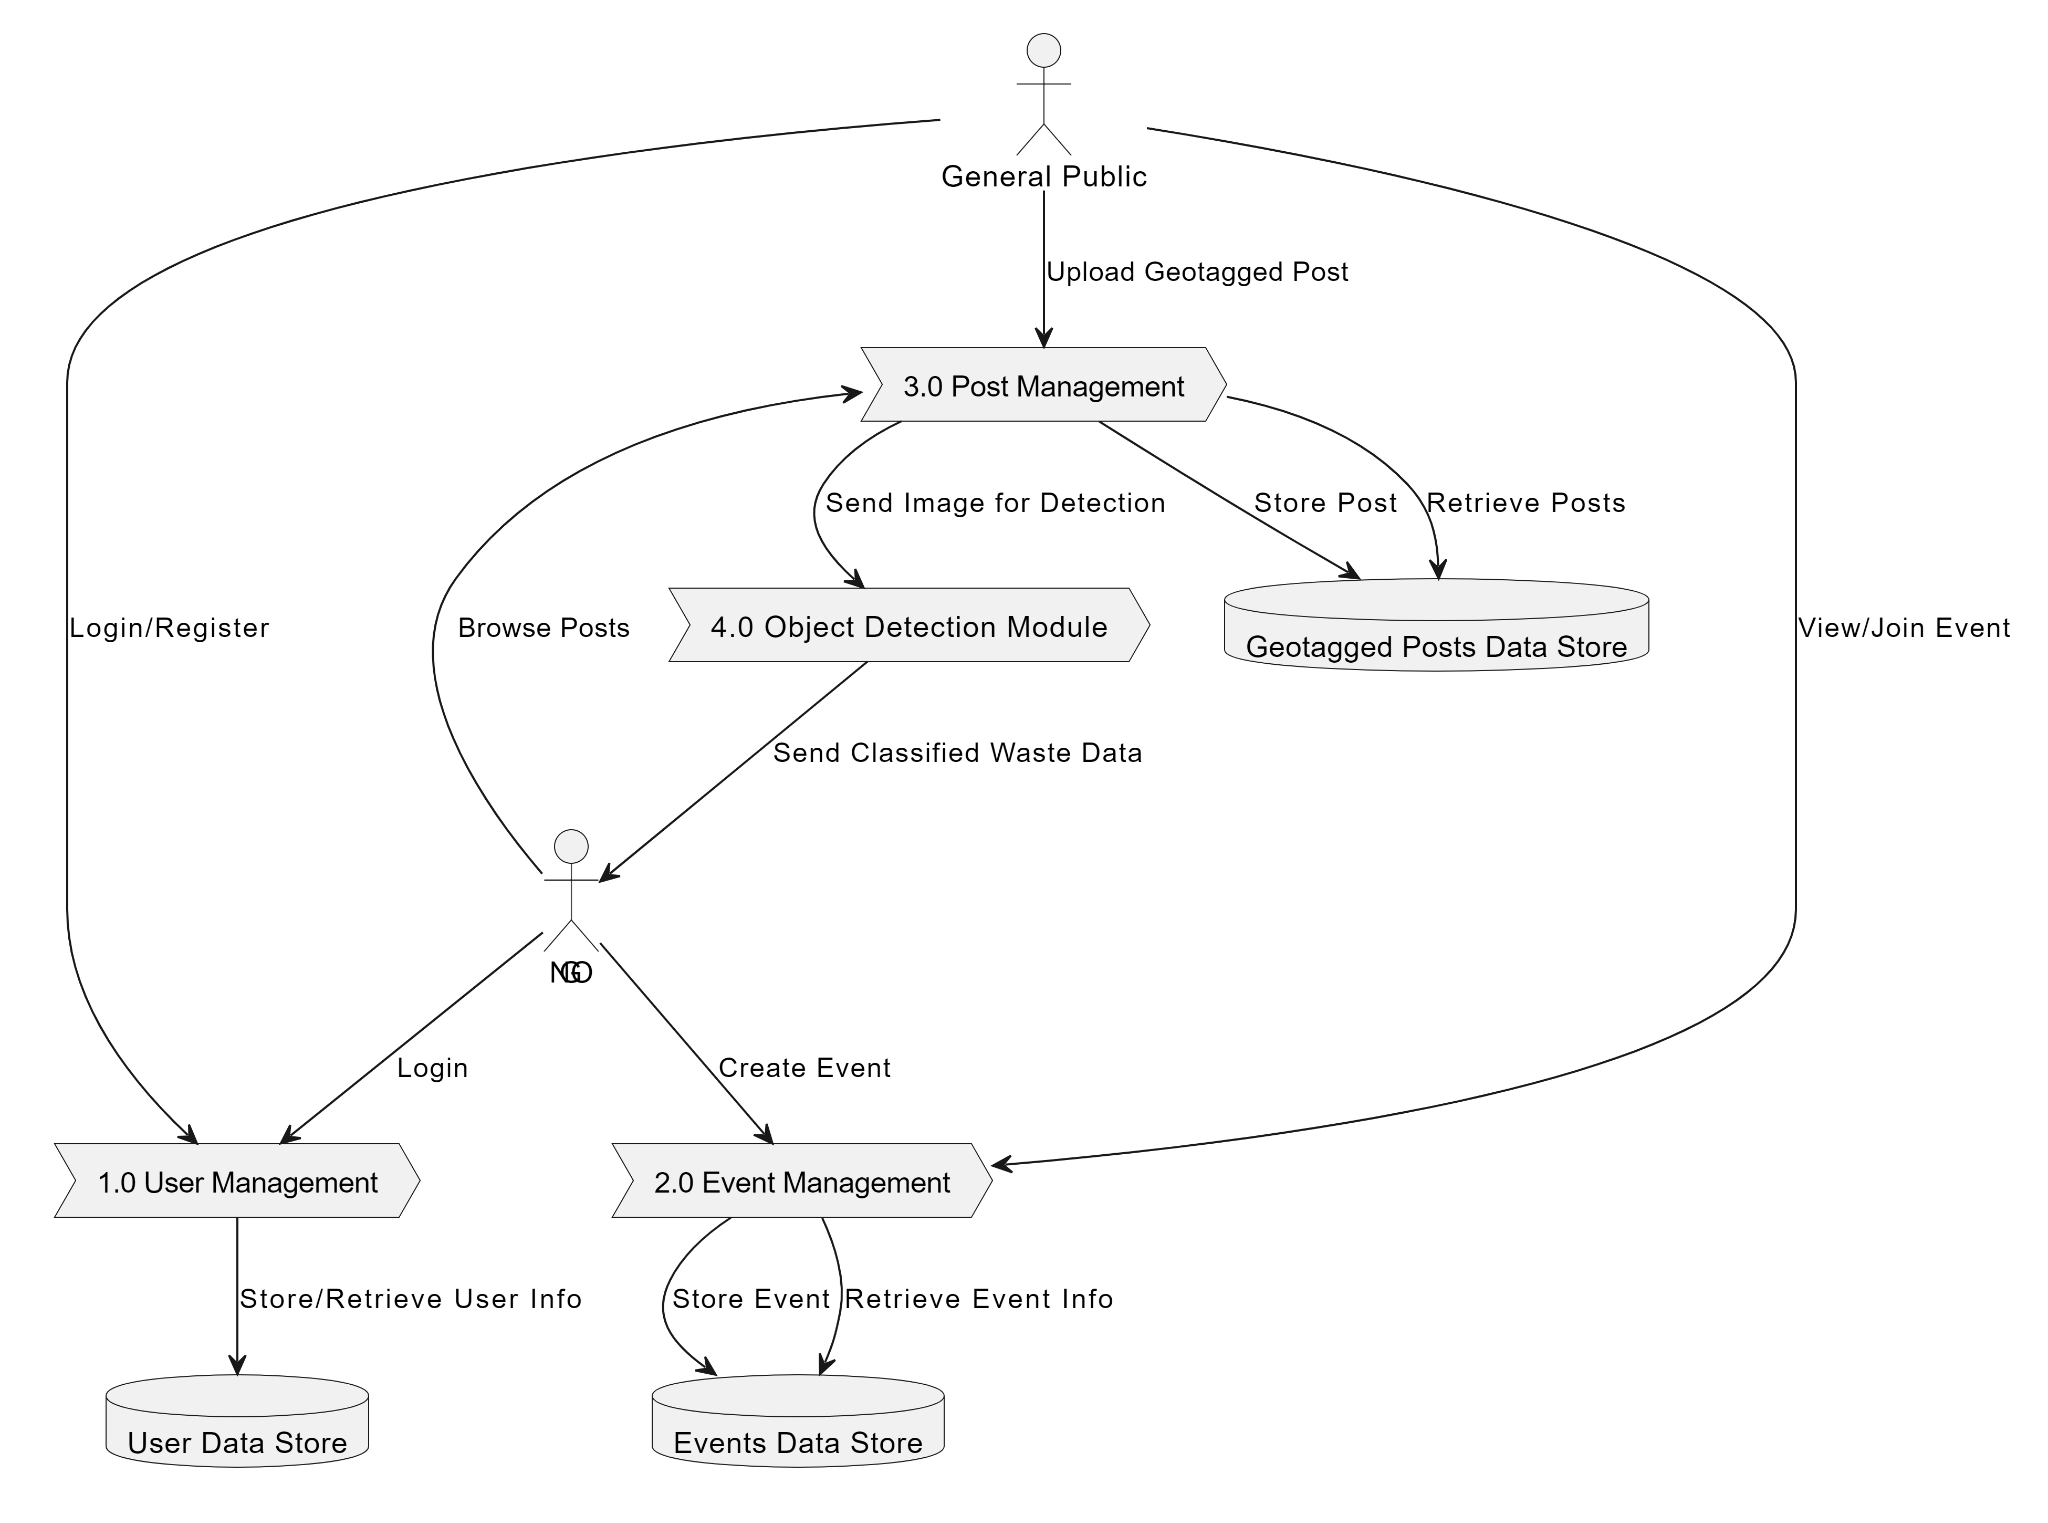 General Public
Upload Geotagged Post
3.0 Post Management
Send Image for Detection
Store Post
Retrieve Posts
Login/Register
Browse Posts
4.0 Object Detection Module
Geotagged Posts Data Store
View/Join Event
Send Classified Waste Data
NGO
Login
Create Event
1.0 User Management
2.0 Event Management
Store/Retrieve User Info
Store Event
Retrieve Event Info
User Data Store
Events Data Store